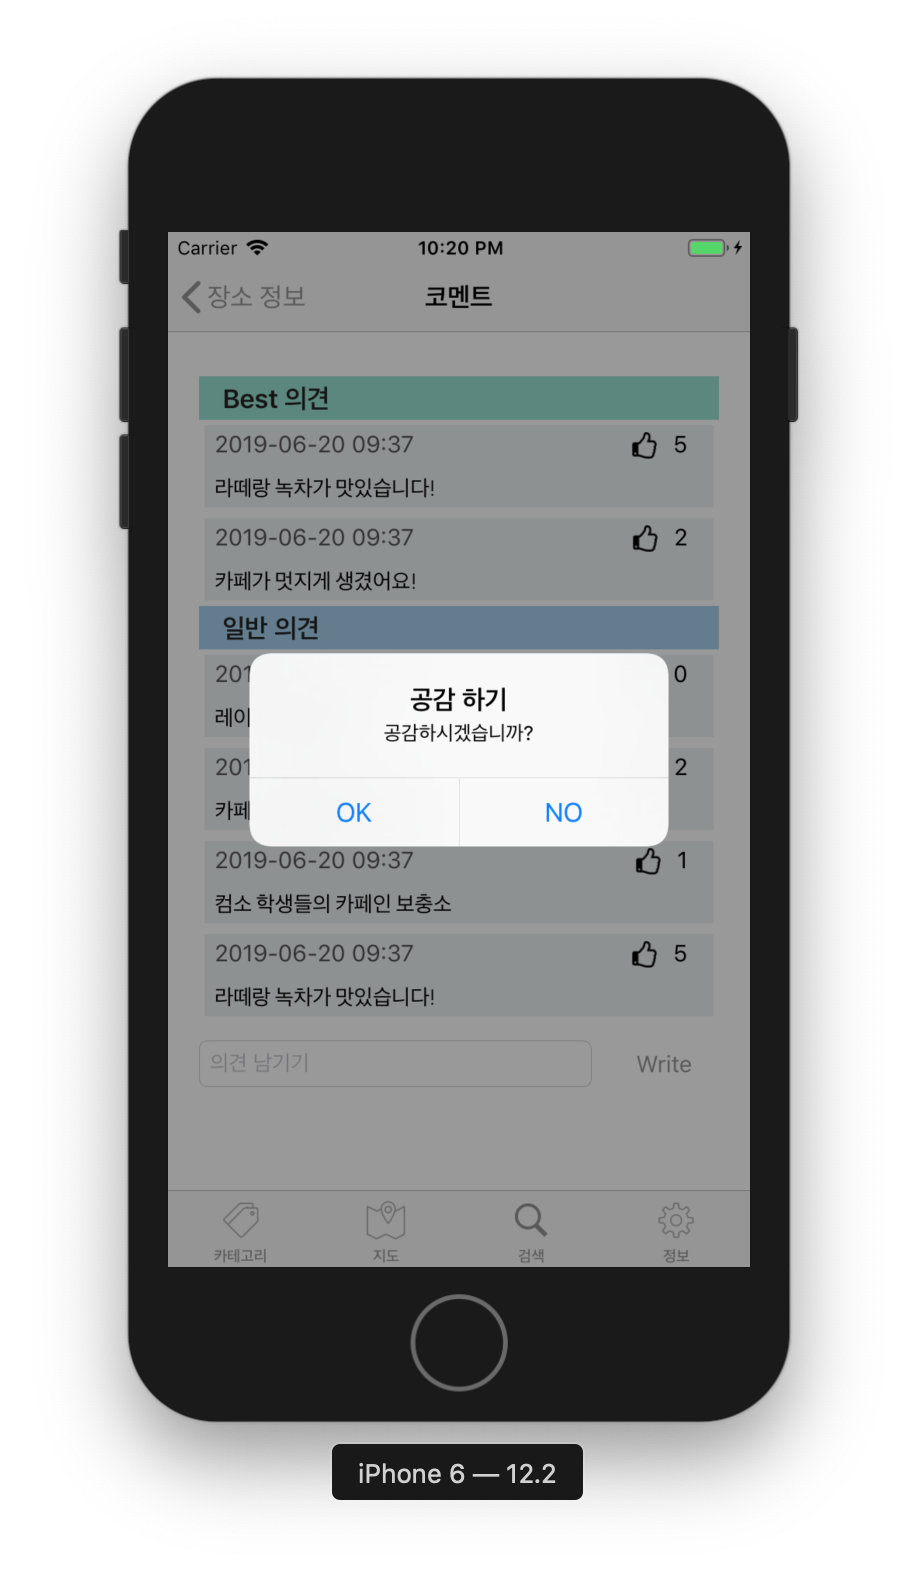 Carrier 10:20 PM
장소 정보 코멘트
Best 의견
2019-06-20 09:37 5
라떼랑 녹차가 맛있습니다!
2019-06-20 09:37 2
카페가 멋지게 생겼어요!
일반 의견
201 0
레이
201 2
카페
공감 하기
공감하시겠습니까?
OK NO
2019-06-20 09:37 1
컴소 학생들의 카페인 보충소
2019-06-20 09:37 5
라떼랑 녹차가 맛있습니다!
의견 남기기 Write
카테고리 지도 검색 정보
iPhone 6 — 12.2